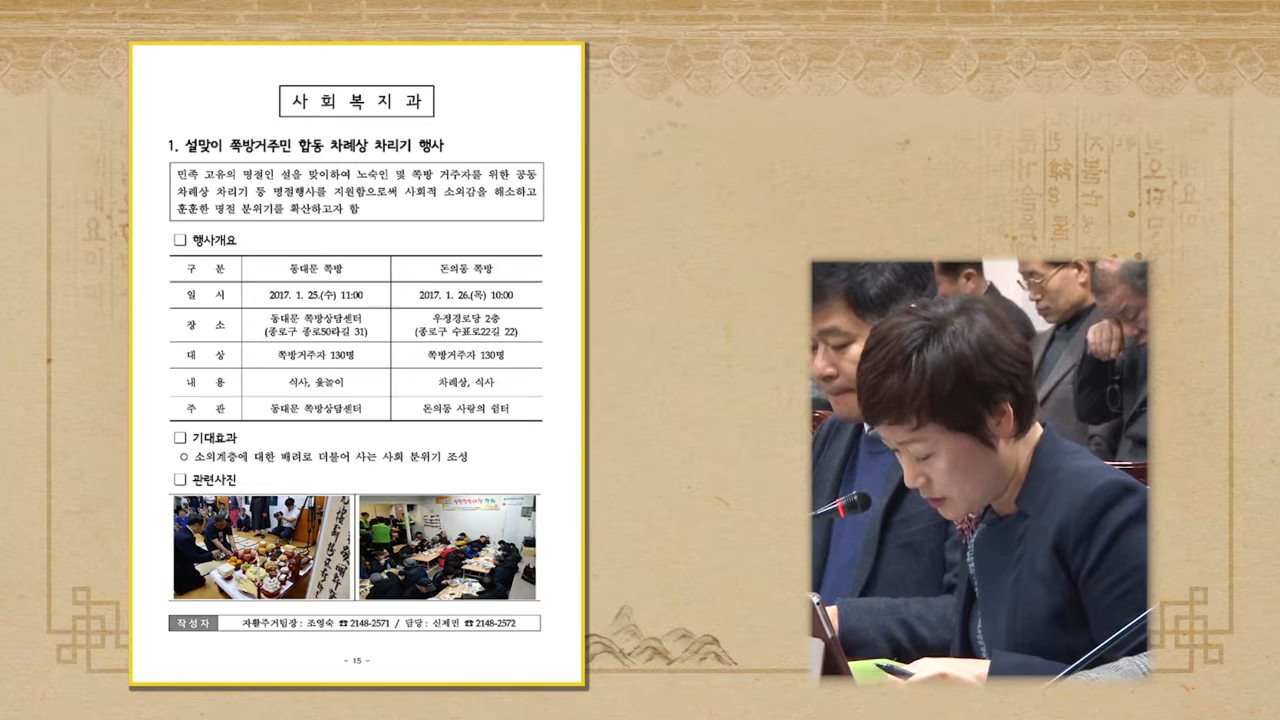 사 회 복 지 과
1. 설맞이 쪽방거주민 합동 차례상 차리기 행사
민족 고유의 명절인 설을 맞이하여 노숙인 및 쪽방 거주자를 위한 공동
차례상 차리기 등 명절행사를 지원함으로써 사회적 소외감을 해소하고
훈훈한 명절 분위기를 확산하고자 함
❏ 행사개요
구 분 동대문 쪽방 돈의동 쪽방
일 시 2017. 1. 25.(수) 11:00 2017. 1. 26.(목) 10:00
장 소 동대문 쪽방상담센터 우정경로당 2층
(종로구 종로50라길 31) (종로구 수표로22길 22)
대 상 쪽방거주자 130명 쪽방거주자 130명
내 용 식사, 윷놀이 차례상, 식사
주 관 동대문 쪽방상담센터 돈의동 사랑의 쉼터
❏ 기대효과
○ 소외계층에 대한 배려로 더불어 사는 사회 분위기 조성
❏ 관련사진
작성자 자활주거팀장 : 조영숙 ☎ 2148-2571 / 담당 : 신제민 ☎ 2148-2572
- 15 -